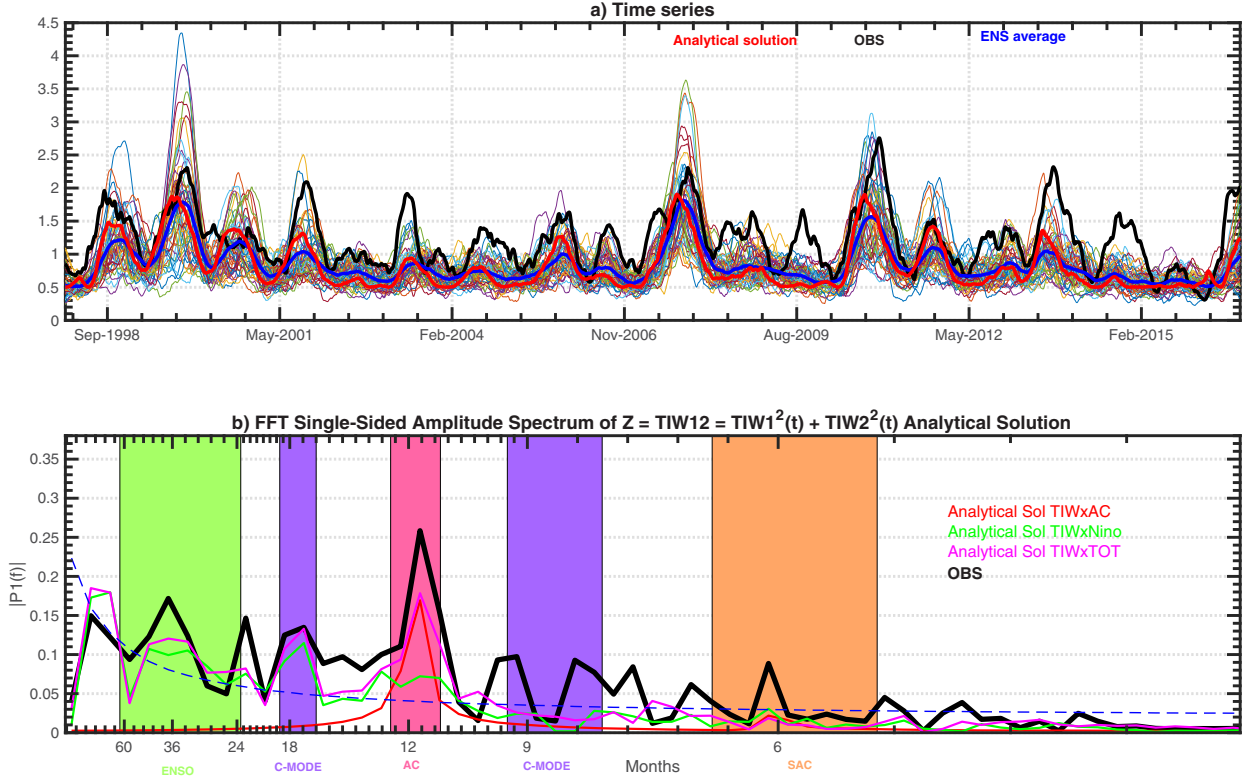 a) Time series
4.5
4
3.5
3
2.5
2
1.5
1
0.5
0
Analytical solution OBS ENS average
Sep-1998 May-2001 Feb-2004 Nov-2006 Aug-2009 May-2012 Feb-2015
b) FFT Single-Sided Amplitude Spectrum of Z = TIW12 = TIW1²(t) + TIW2²(t) Analytical Solution
|P1(f)|
0.35
0.3
0.25
0.2
0.15
0.1
0.05
0
Analytical Sol TIWxAC
Analytical Sol TIWxNino
Analytical Sol TIWxTOT
OBS
60 36 24 18 12 9 6
ENSO C-MODE AC C-MODE Months SAC